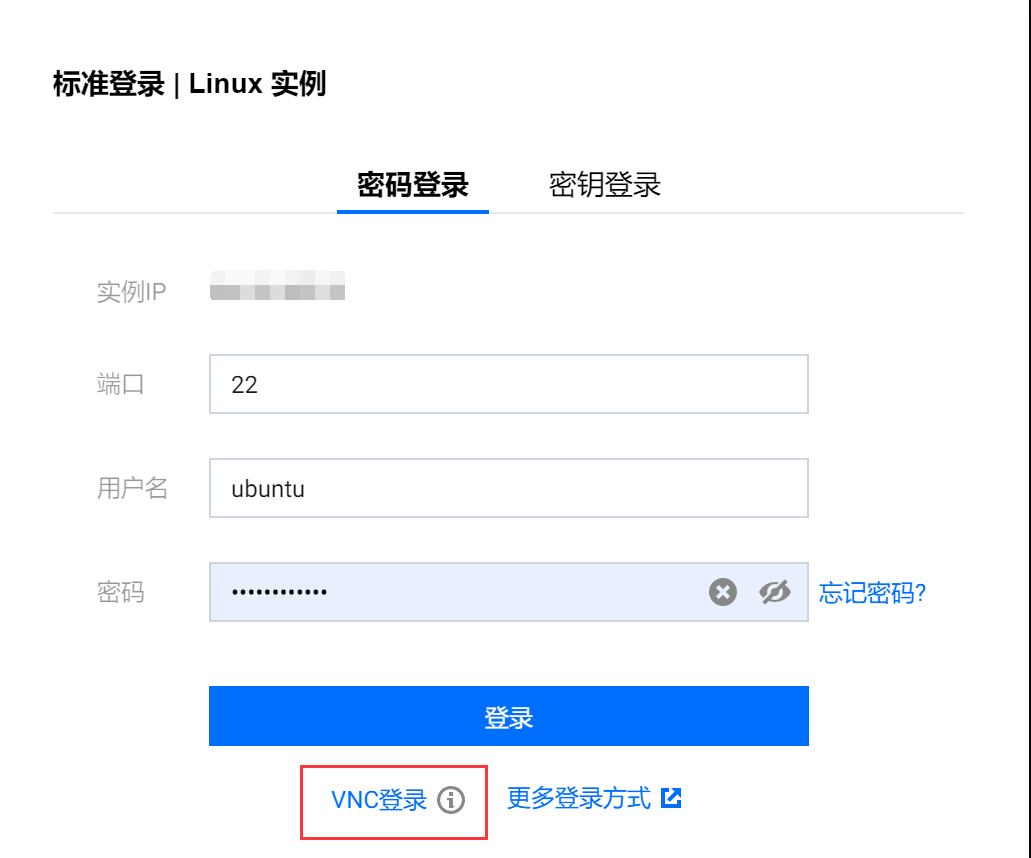 标准登录 | Linux 实例
密码登录 密钥登录
实例IP
端口 22
用户名 ubuntu
密码 •••••••••••• 忘记密码?
登录
VNC登录 更多登录方式